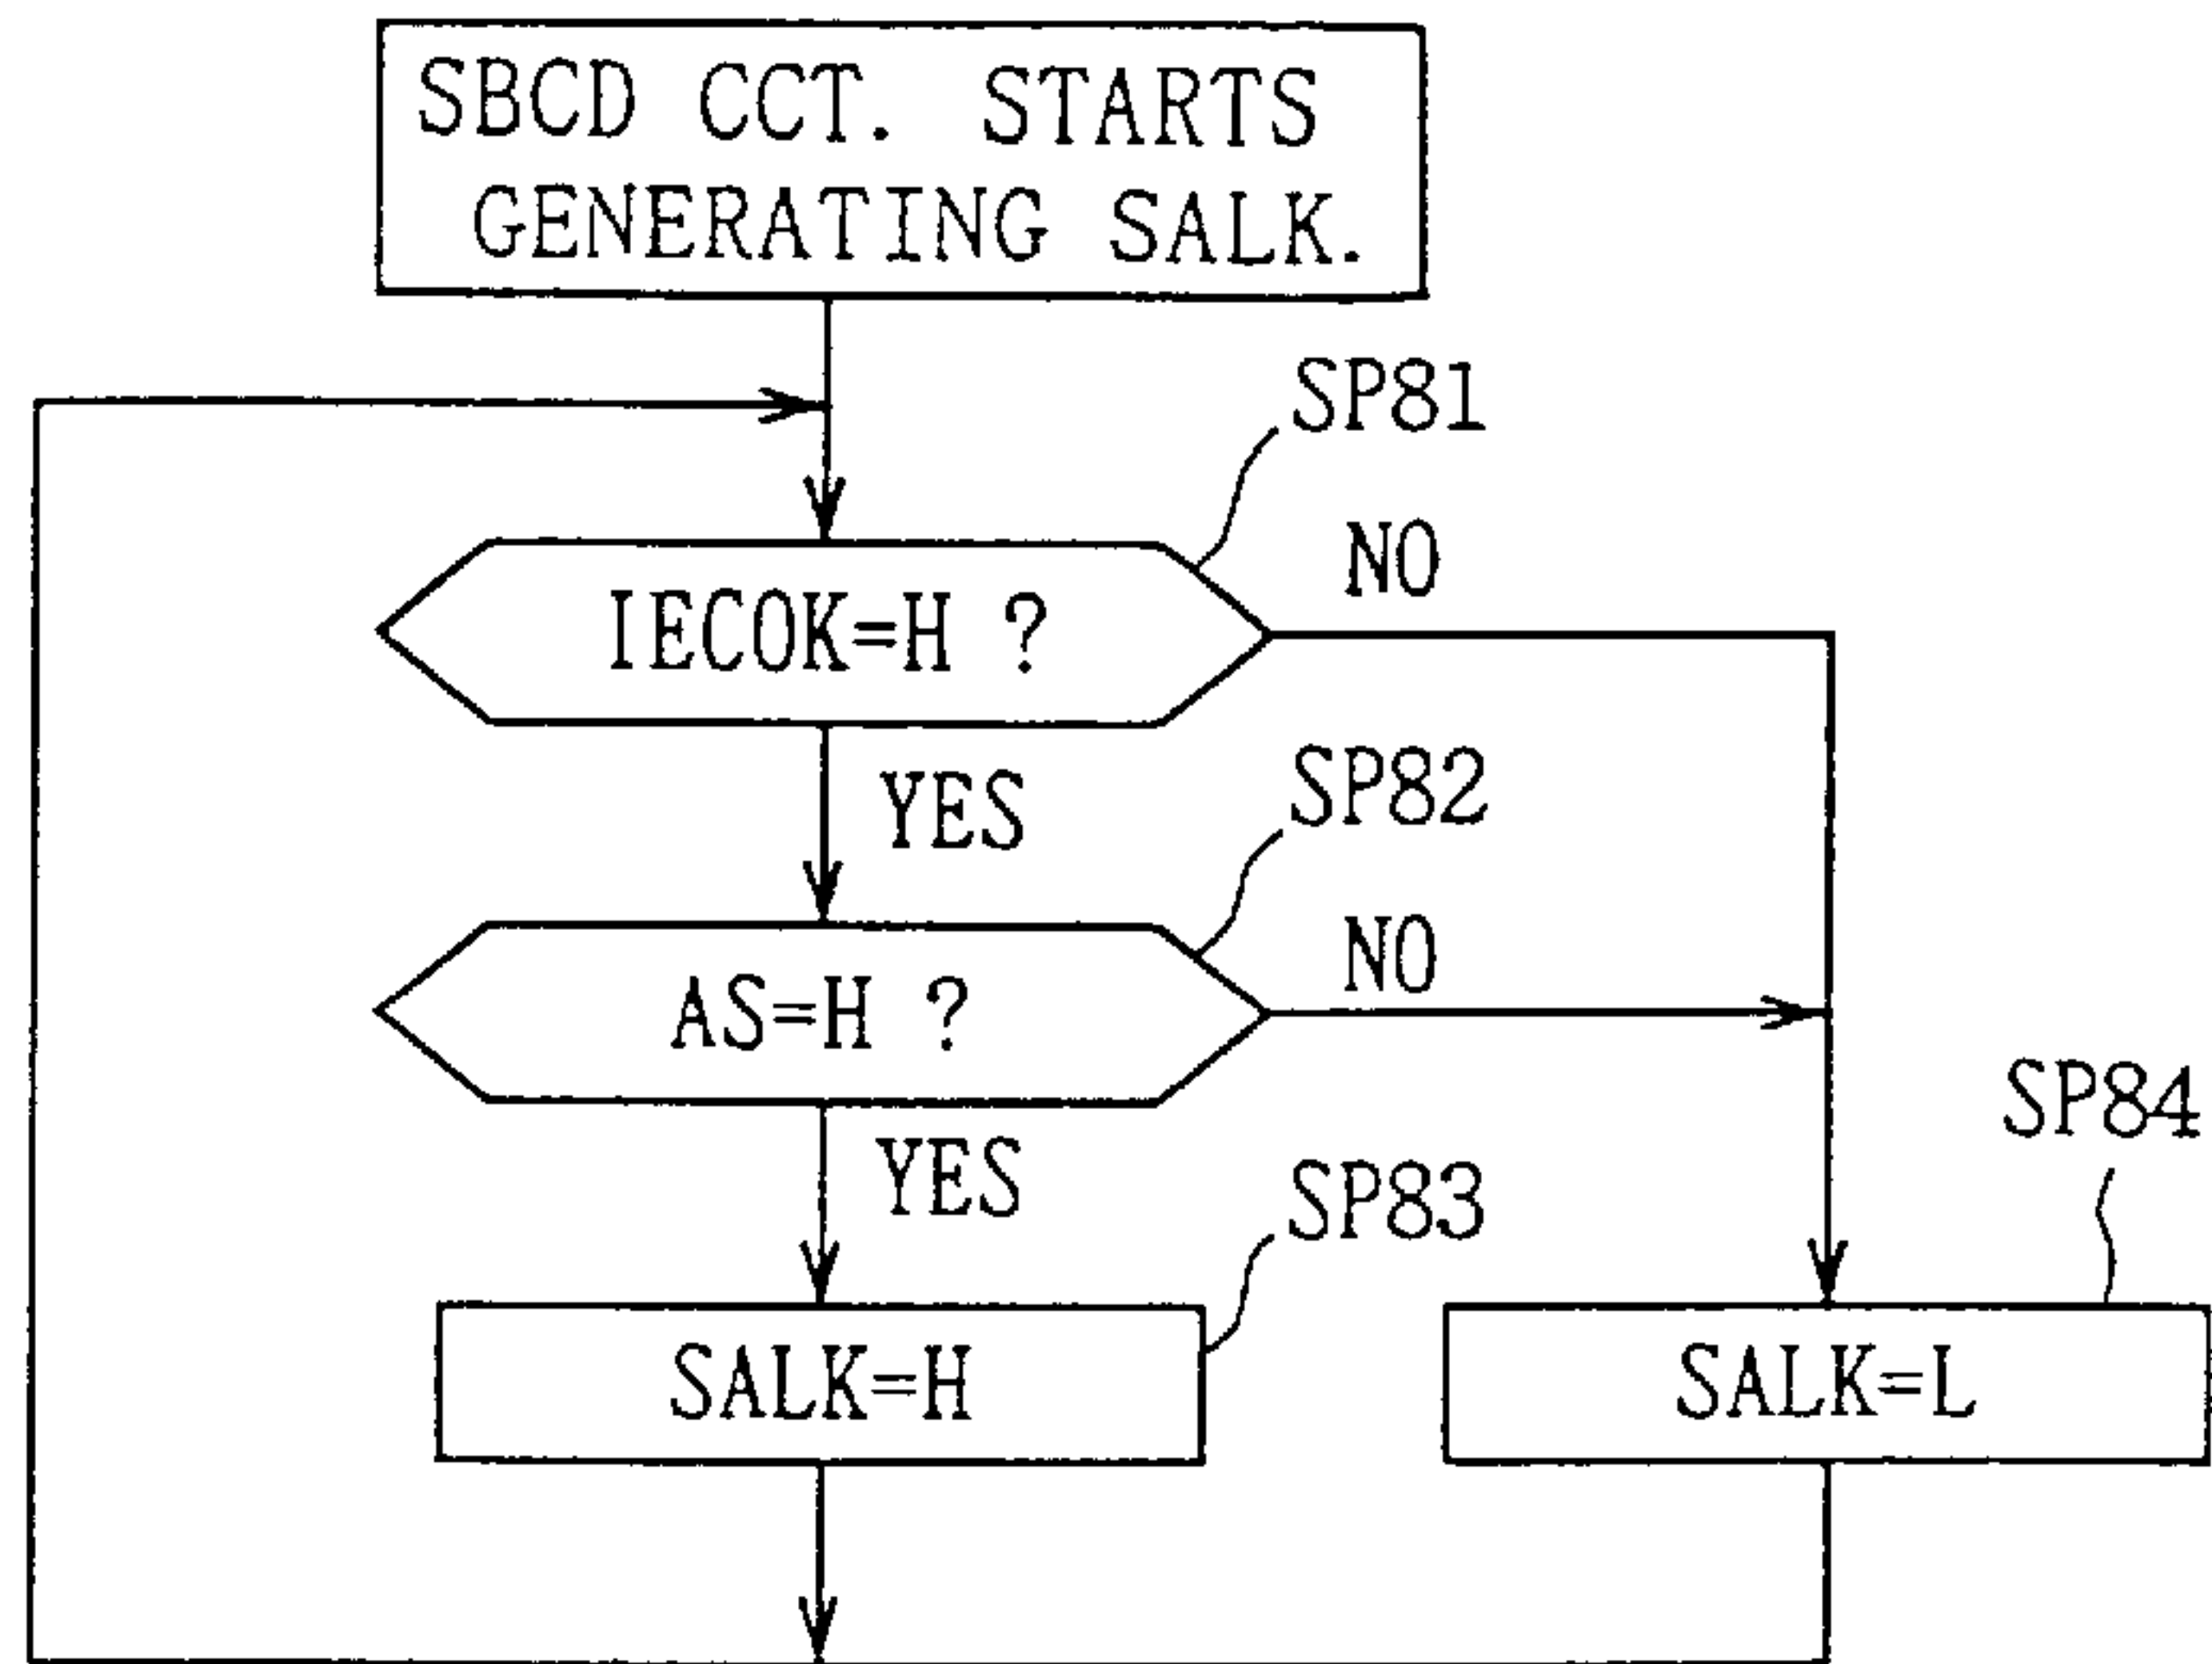 SBCD CCT. STARTS
GENERATING SALK.
SP81
NO
IECOK=H ?
YES
SP82
NO
AS=H ?
YES
SP84
SP83
SALK=H
SALK=L